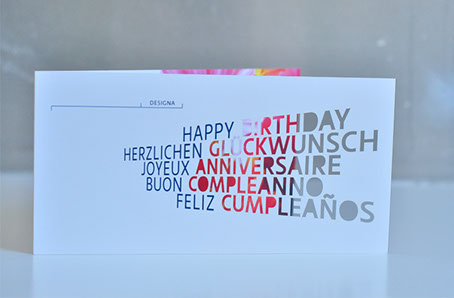 DESIGNA
HAPPY BIRTHDAY
HERZLICHEN GLÜCKWUNSCH
JOYEUX ANNIVERSAIRE
BUON COMPLEANNO
FELIZ CUMPLEAÑOS